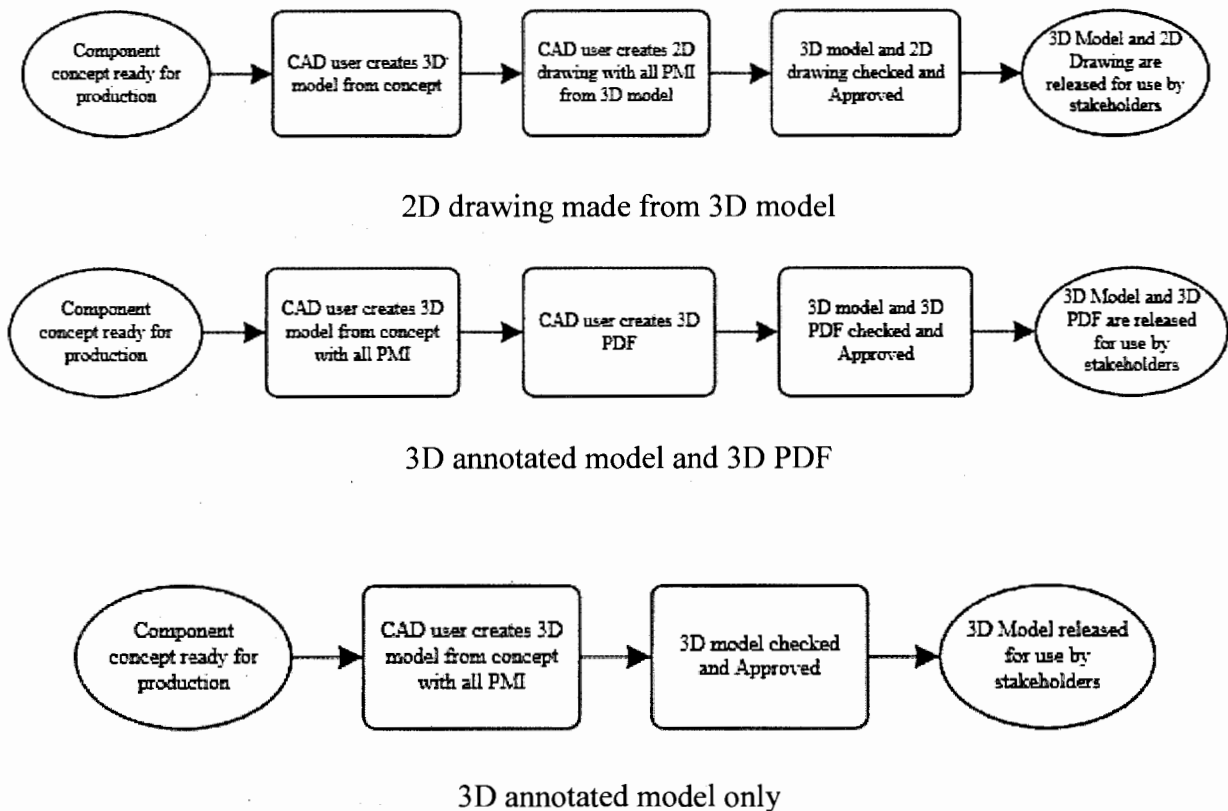 Component
concept ready for
production
CAD user creates 3D
model from concept
CAD user creates 2D
drawing with all PMI
from 3D model
3D model and 2D
drawing checked and
Approved
3D Model and 2D
Drawing are
released for use by
stakeholders
2D drawing made from 3D model
Component
concept ready for
production
CAD user creates 3D
model from concept
with all PMI
CAD user creates 3D
PDF
3D model and 3D
PDF checked and
Approved
3D Model and 3D
PDF are released
for use by
stakeholders
3D annotated model and 3D PDF
Component
concept ready for
production
CAD user creates 3D
model from concept
with all PMI
3D model checked
and Approved
3D Model released
for use by
stakeholders
3D annotated model only